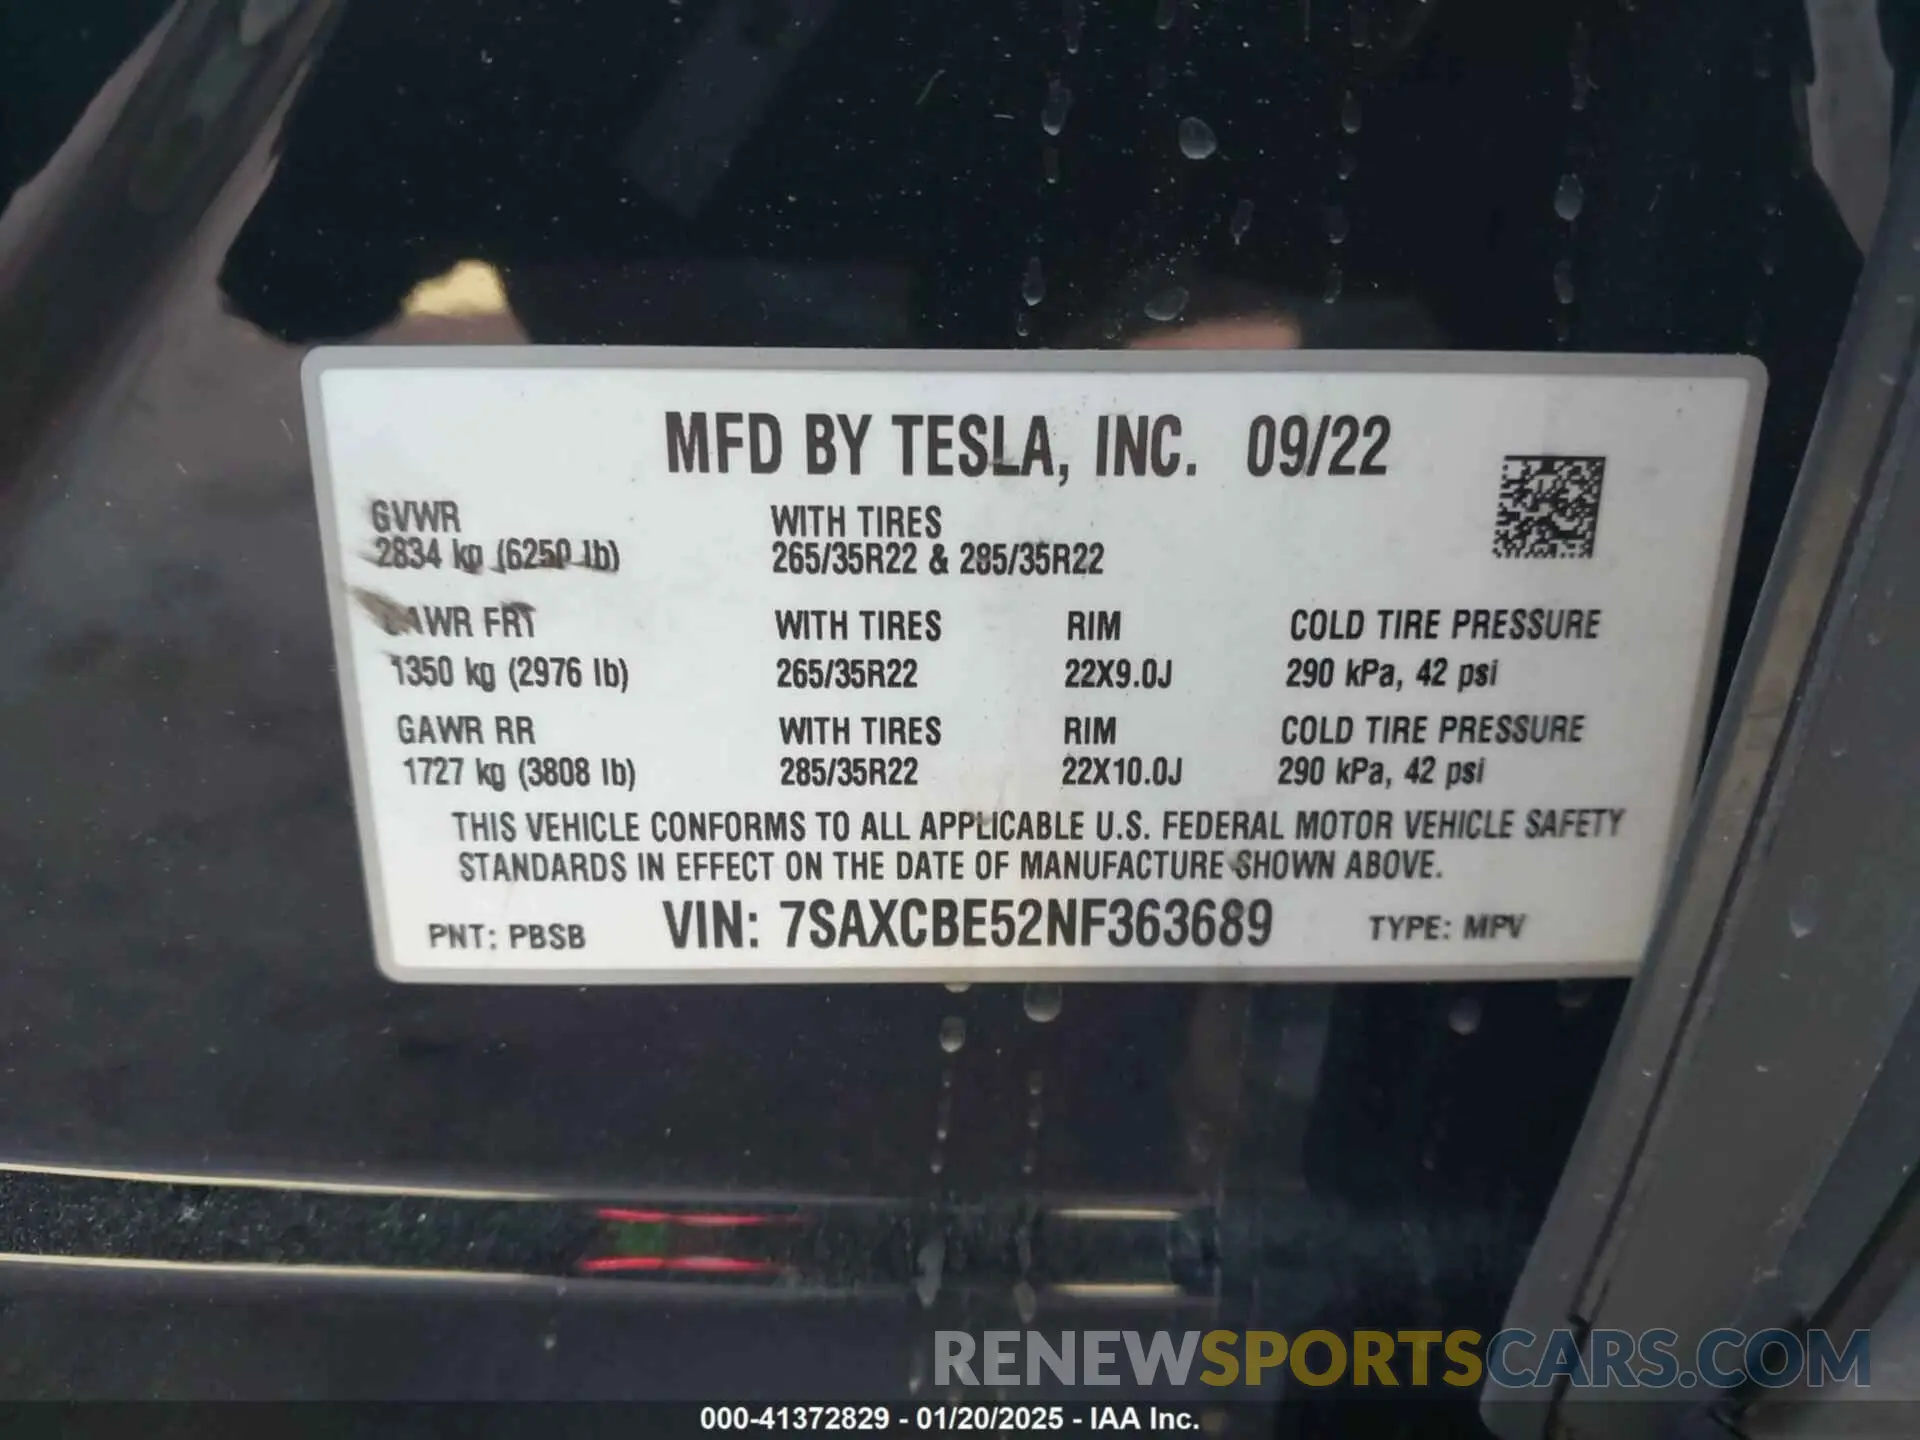 MFD BY TESLA, INC. 09/22
GVWR WITH TIRES
2834 kg (6250 lb) 265/35R22 & 285/35R22
GAWR FRT WITH TIRES RIM COLD TIRE PRESSURE
1350 kg (2976 lb) 265/35R22 22X9.0J 290 kPa, 42 psi
GAWR RR WITH TIRES RIM COLD TIRE PRESSURE
1727 kg (3808 lb) 285/35R22 22X10.0J 290 kPa, 42 psi
THIS VEHICLE CONFORMS TO ALL APPLICABLE U.S. FEDERAL MOTOR VEHICLE SAFETY
STANDARDS IN EFFECT ON THE DATE OF MANUFACTURE SHOWN ABOVE.
PNT: PBSB VIN: 7SAXCBE52NF363689 TYPE: MPV
RENEWSPORTSCARS.COM
000-41372829 - 01/20/2025 - IAA Inc.